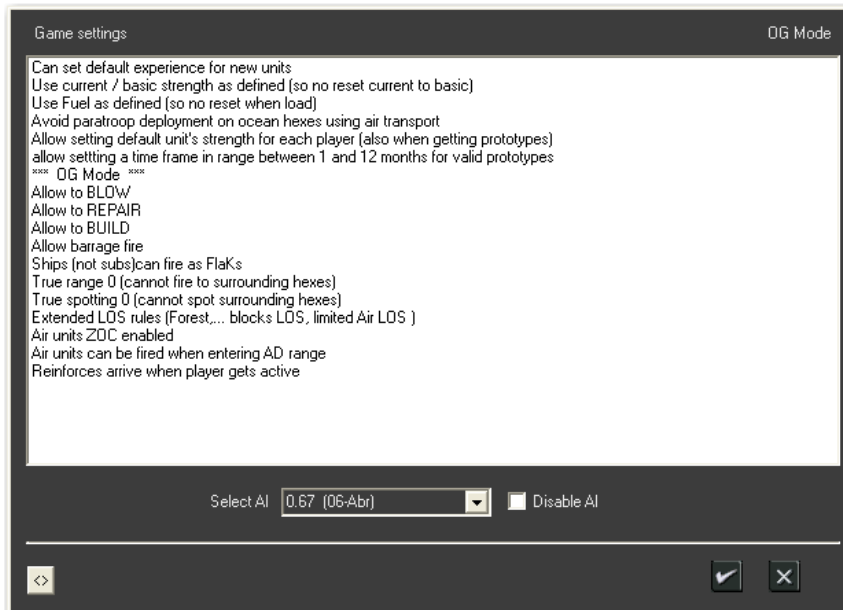 Game settings
OG Mode
Can set default experience for new units
Use current / basic strength as defined (so no reset current to basic)
Use Fuel as defined (so no reset when load)
Avoid paratroop deployment on ocean hexes using air transport
Allow setting default unit's strength for each player (also when getting prototypes)
allow settting a time frame in range between 1 and 12 months for valid prototypes
*** OG Mode ***
Allow to BLOW
Allow to REPAIR
Allow to BUILD
Allow barrage fire
Ships (not subs)can fire as FlaKs
True range 0 (cannot fire to surrounding hexes)
True spotting 0 (cannot spot surrounding hexes)
Extended LOS rules (Forest,... blocks LOS, limited Air LOS )
Air units ZOC enabled
Air units can be fired when entering AD range
Reinforces arrive when player gets active
Select AI 0.67 (06-Abr) Disable AI
<>